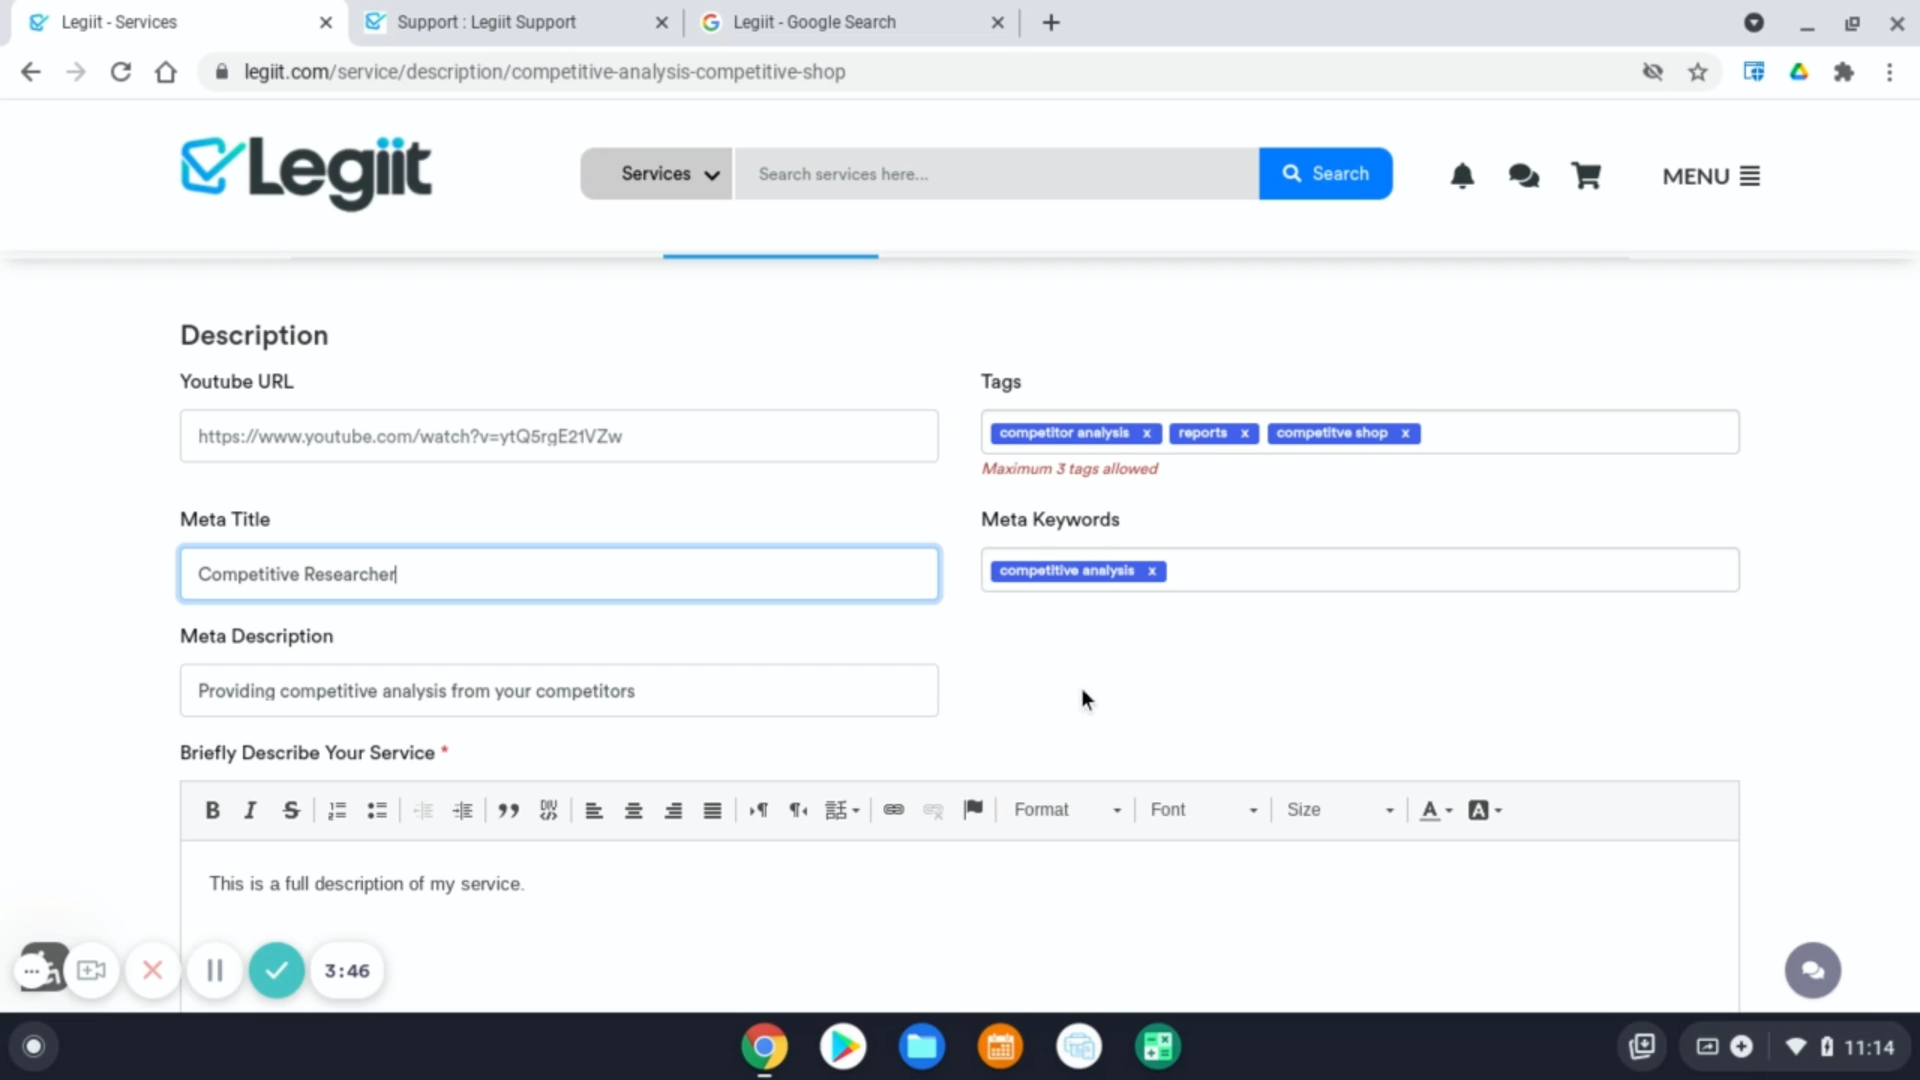 Legiit - Services
Support : Legiit Support
Legiit - Google Search
legiit.com/service/description/competitive-analysis-competitive-shop
Legiit
Services
Search services here...
Search
MENU
Description
Youtube URL
Tags
https://www.youtube.com/watch?v=ytQ5rgE21VZw
competitor analysis x
reports x
competitve shop x
Maximum 3 tags allowed
Meta Title
Meta Keywords
Competitive Researcher
competitive analysis x
Meta Description
Providing competitive analysis from your competitors
Briefly Describe Your Service *
B I S
DIV
Format
Font
Size
A
A
This is a full description of my service.
3:46
11:14